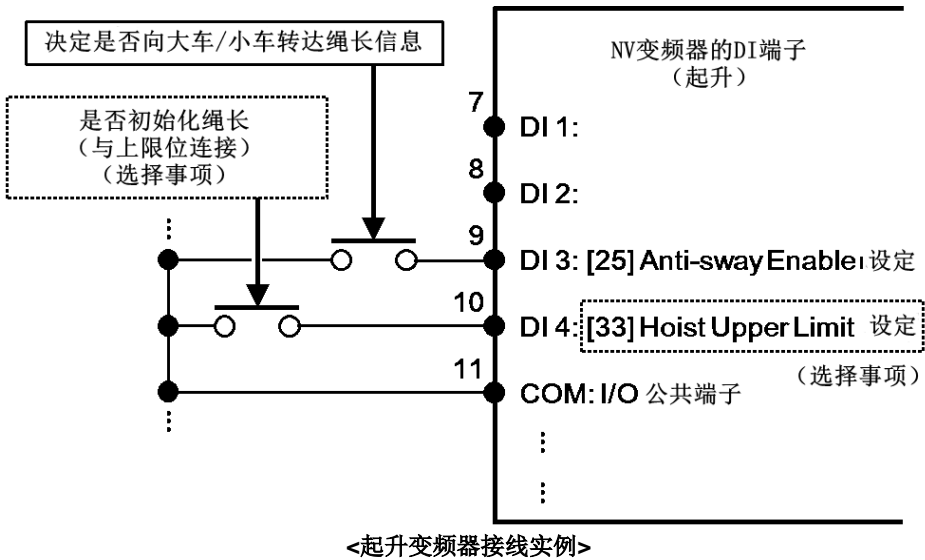 决定是否向大车/小车转达绳长信息
NV变频器的DI端子
（起升）
是否初始化绳长
（与上限位连接）
（选择事项）
7
DI 1:
8
DI 2:
9
DI 3: [25] Anti-sway Enable 设定
10
DI 4: [33] Hoist Upper Limit 设定
（选择事项）
11
COM: I/O 公共端子
<起升变频器接线实例>